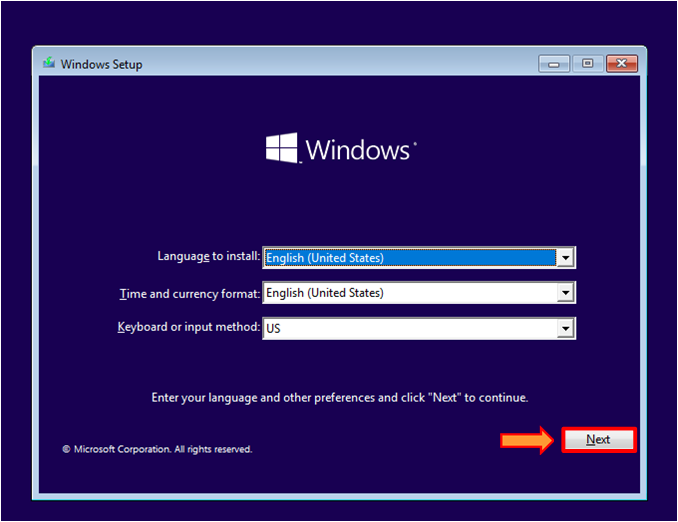 Windows Setup
Windows
Language to install: English (United States)
Time and currency format: English (United States)
Keyboard or input method: US
Enter your language and other preferences and click "Next" to continue.
Next
© Microsoft Corporation. All rights reserved.